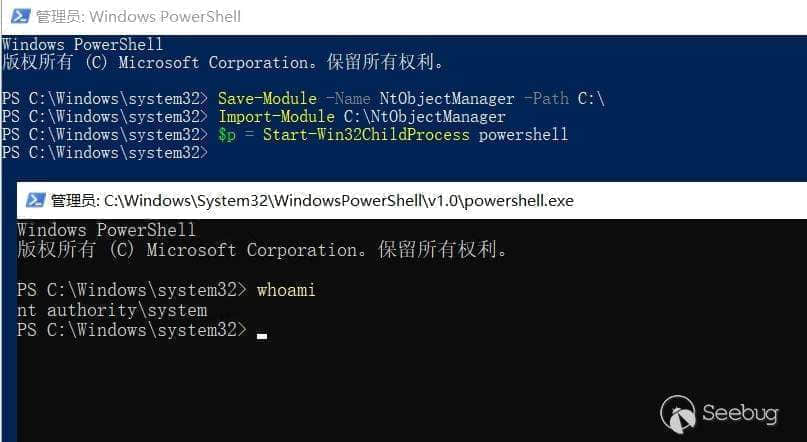 管理员: Windows PowerShell
Windows PowerShell
版权所有 (C) Microsoft Corporation。保留所有权利。
PS C:\Windows\system32> Save-Module -Name NtObjectManager -Path C:\
PS C:\Windows\system32> Import-Module C:\NtObjectManager
PS C:\Windows\system32> $p = Start-Win32ChildProcess powershell
PS C:\Windows\system32>
管理员: C:\Windows\System32\WindowsPowerShell\v1.0\powershell.exe
Windows PowerShell
版权所有 (C) Microsoft Corporation。保留所有权利。
PS C:\Windows\system32> whoami
nt authority\system
PS C:\Windows\system32>
Seebug